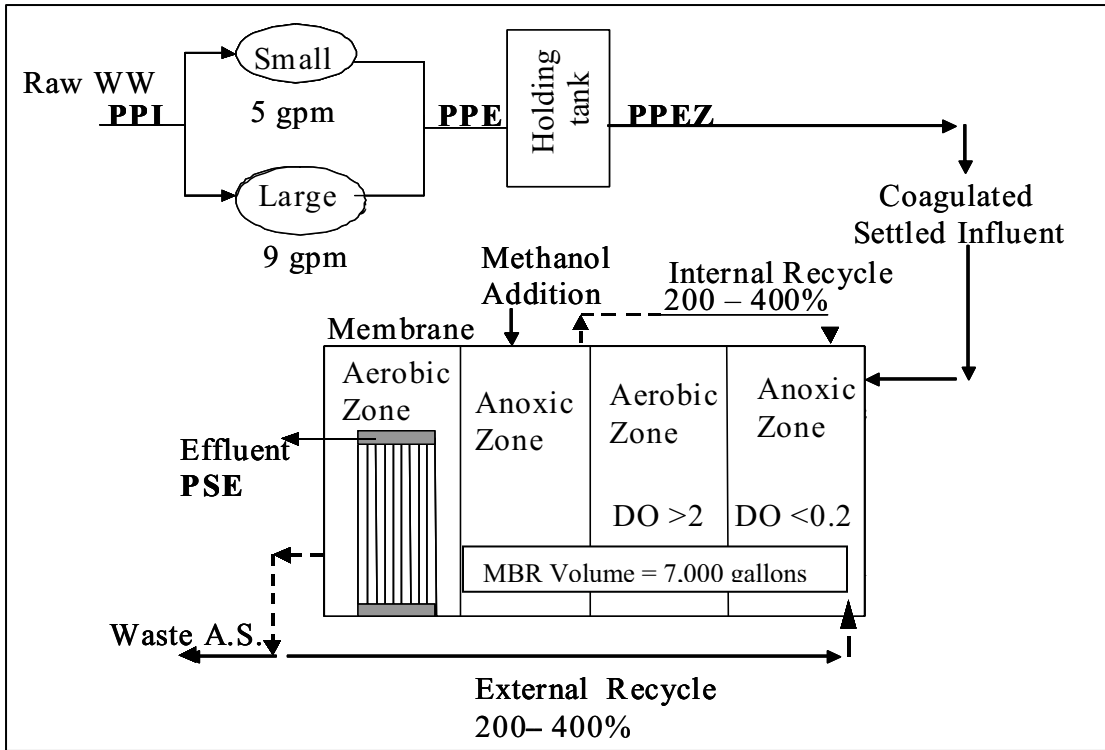 Raw WW
PPI
Small
5 gpm
Large
9 gpm
PPE
Holding
tank
PPEZ
Coagulated
Settled Influent
Methanol
Addition
Internal Recycle
200 – 400%
Membrane
Aerobic
Zone
Anoxic
Zone
Aerobic
Zone
Anoxic
Zone
Effluent
PSE
DO >2
DO <0.2
MBR Volume = 7,000 gallons
Waste A.S.
External Recycle
200– 400%